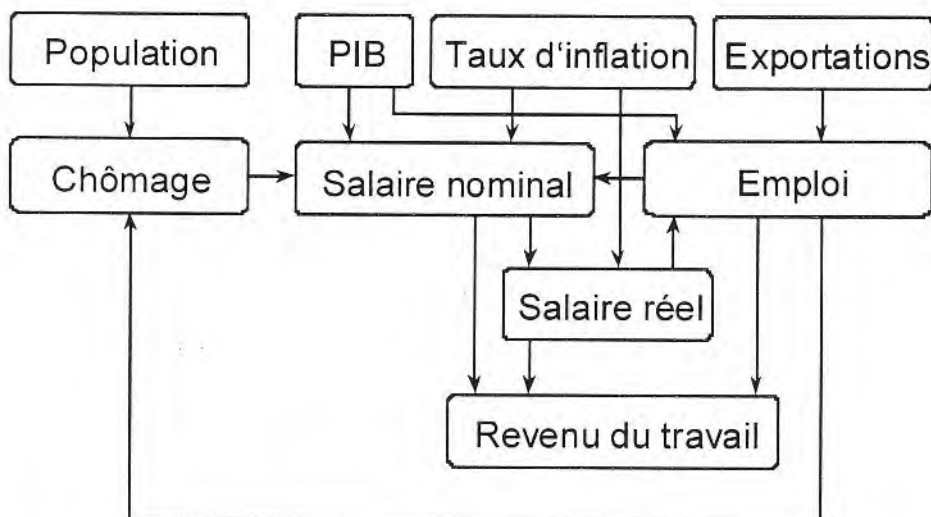 Population
PIB
Taux d‘inflation
Exportations
Chômage
Salaire nominal
Emploi
Salaire réel
Revenu du travail